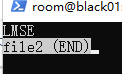 room@black01
LMSE
file2 (END)